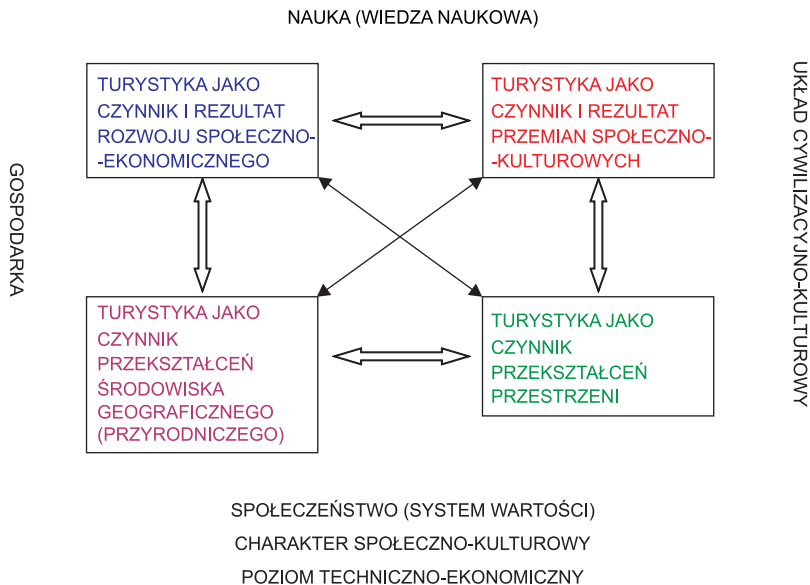 NAUKA (WIEDZA NAUKOWA)
TURYSTYKA JAKO
CZYNNIK I REZULTAT
ROZWOJU SPOŁECZNO-
-EKONOMICZNEGO
TURYSTYKA JAKO
CZYNNIK I REZULTAT
PRZEMIAN SPOŁECZNO-
-KULTUROWYCH
GOSPODARKA
UKŁAD CYWILIZACYJNO-KULTUROWY
TURYSTYKA JAKO
CZYNNIK
PRZEKSZTAŁCEŃ
ŚRODOWISKA
GEOGRAFICZNEGO
(PRZYRODNICZEGO)
TURYSTYKA JAKO
CZYNNIK
PRZEKSZTAŁCEŃ
PRZESTRZENI
SPOŁECZEŃSTWO (SYSTEM WARTOŚCI)
CHARAKTER SPOŁECZNO-KULTUROWY
POZIOM TECHNICZNO-EKONOMICZNY